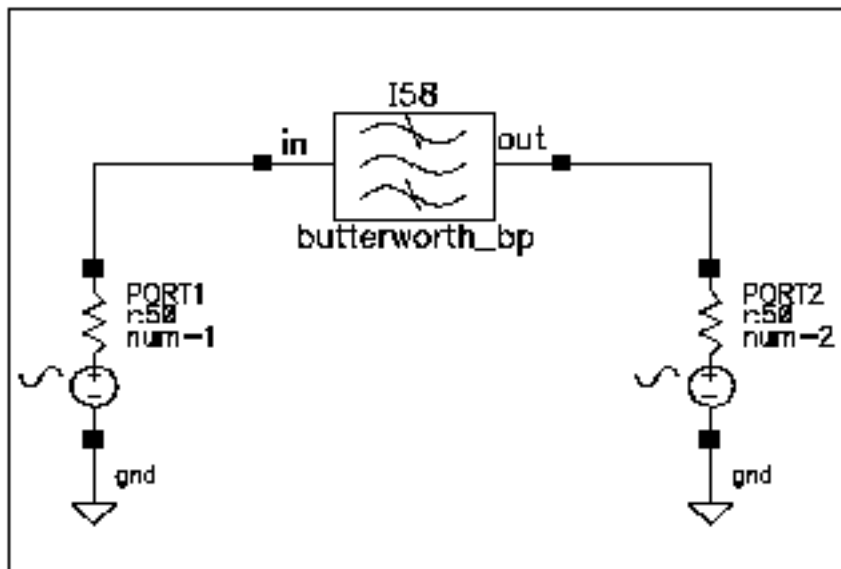 I58
in
out
butterworth_bp
PORT1
r:50
num-1
PORT2
r:50
num-2
+
-
+
-
gnd
gnd